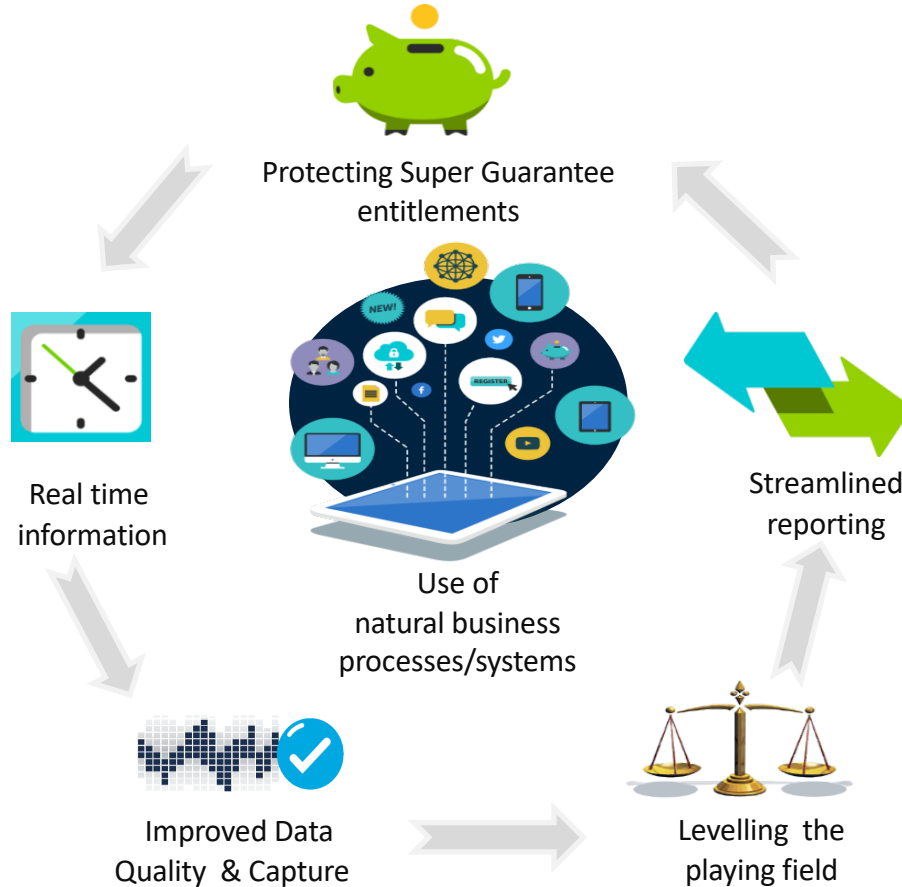 Protecting Super Guarantee
entitlements
NEW!
REGISTER
Real time
information
Streamlined
reporting
Use of
natural business
processes/systems
Improved Data
Quality & Capture
Levelling the
playing field